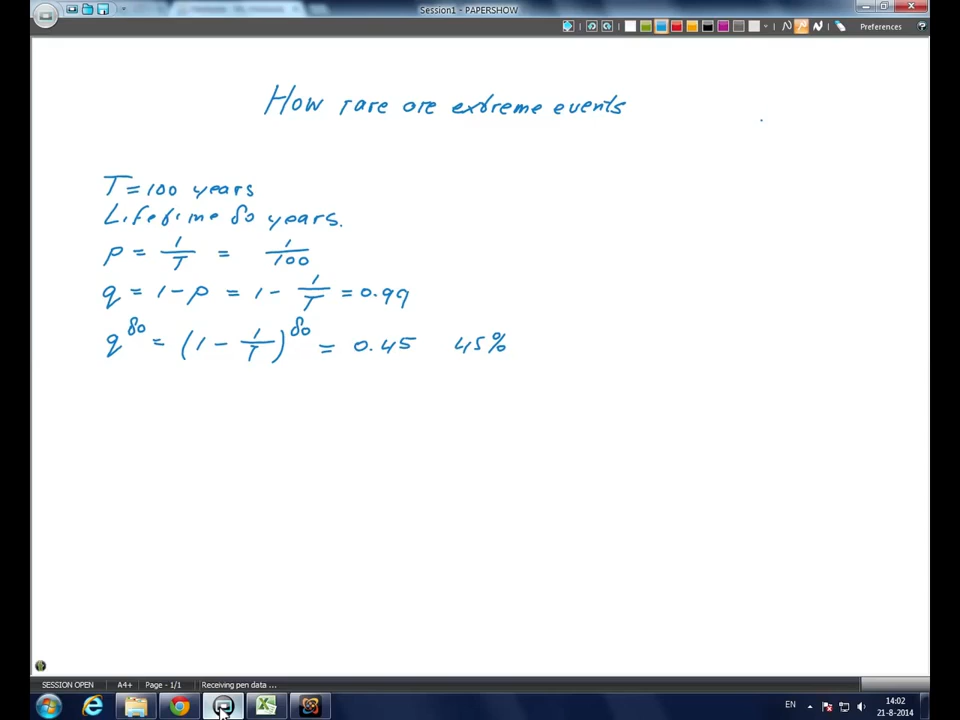 Session1 - PAPERSHOW
Preferences
How rare are extreme events
T = 100 years
Lifetime 80 years.
p = 1/T = 1/100
q = 1 - p = 1 - 1/T = 0.99
q^80 = (1 - 1/T)^80 = 0.45 45%
SESSION OPEN A4+ Page - 1/1 Receiving pen data ...
EN 14:02
21-8-2014